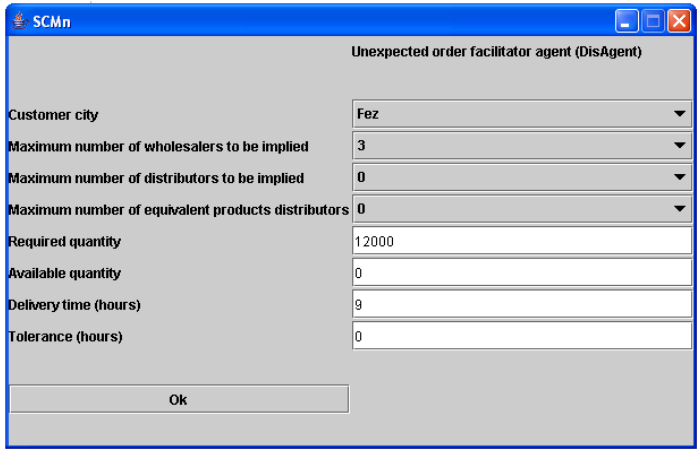 SCMn
Unexpected order facilitator agent (DisAgent)
Customer city Fez
Maximum number of wholesalers to be implied 3
Maximum number of distributors to be implied 0
Maximum number of equivalent products distributors 0
Required quantity 12000
Available quantity 0
Delivery time (hours) 9
Tolerance (hours) 0
Ok